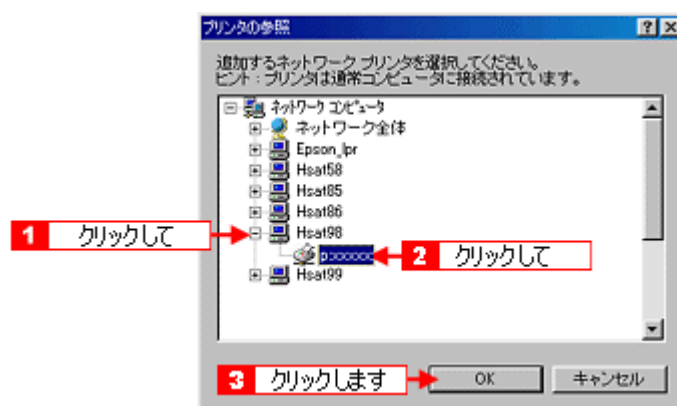 プリンタの参照
追加するネットワーク プリンタを選択してください。
ヒント：プリンタは通常コンピュータに接続されています。
ネットワーク コンピュータ
ネットワーク全体
Epson_lpr
Hsat58
Hsat85
Hsat86
1 クリックして
Hsat98
pxxxxxx
2 クリックして
Hsat99
3 クリックします
OK
キャンセル